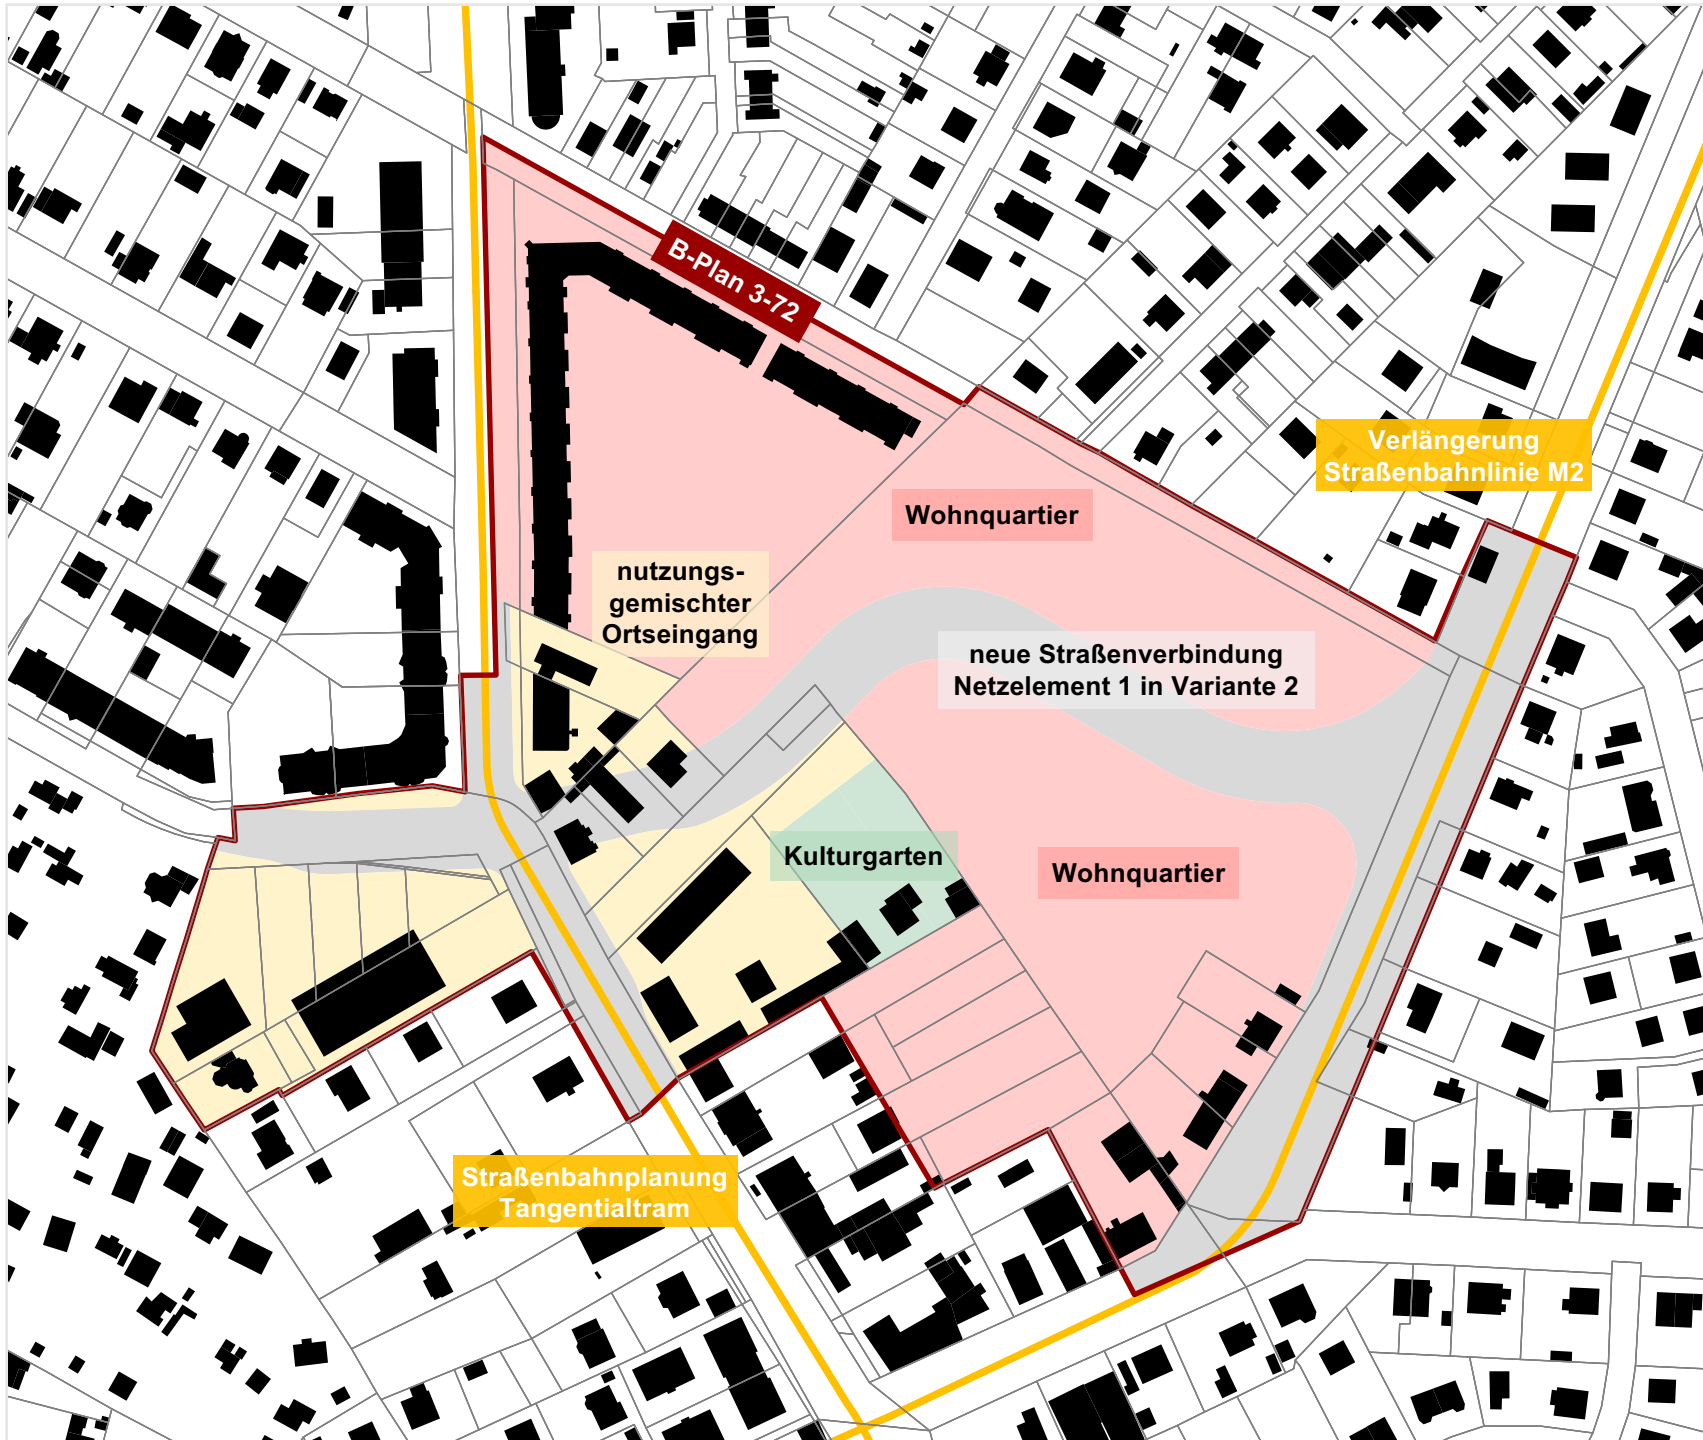 B-Plan 3-72
Verlängerung
Straßenbahnlinie M2
Wohnquartier
nutzungs-
gemischter
Ortseingang
neue Straßenverbindung
Netzelement 1 in Variante 2
Kulturgarten
Wohnquartier
Straßenbahnplanung
Tangentialtram